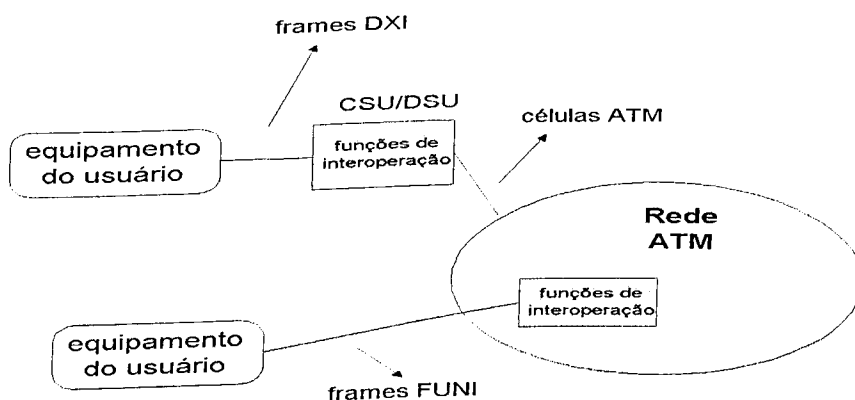 frames DXI
CSU/DSU
células ATM
equipamento
do usuário
funções de
interoperação
Rede
ATM
funções de
interoperação
equipamento
do usuário
frames FUNI